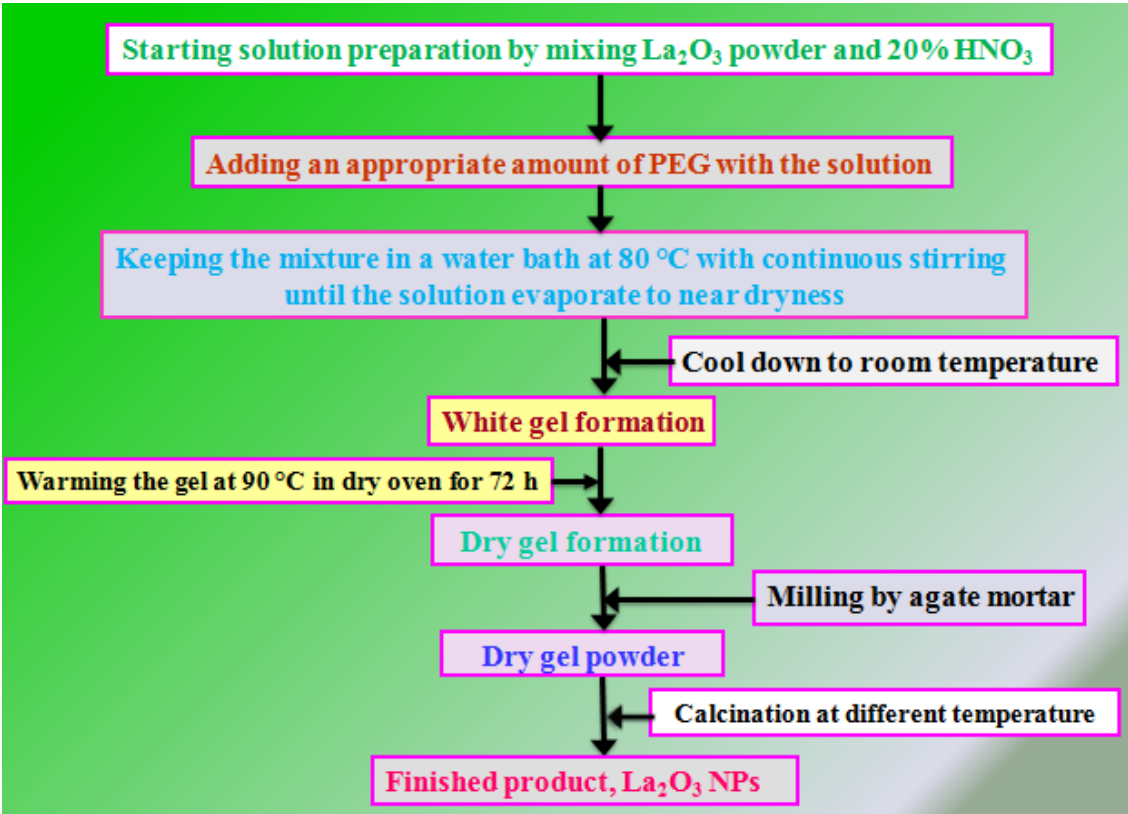 Starting solution preparation by mixing La₂O₃ powder and 20% HNO₃
Adding an appropriate amount of PEG with the solution
Keeping the mixture in a water bath at 80 °C with continuous stirring
until the solution evaporate to near dryness
Cool down to room temperature
White gel formation
Warming the gel at 90 °C in dry oven for 72 h
Dry gel formation
Milling by agate mortar
Dry gel powder
Calcination at different temperature
Finished product, La₂O₃ NPs